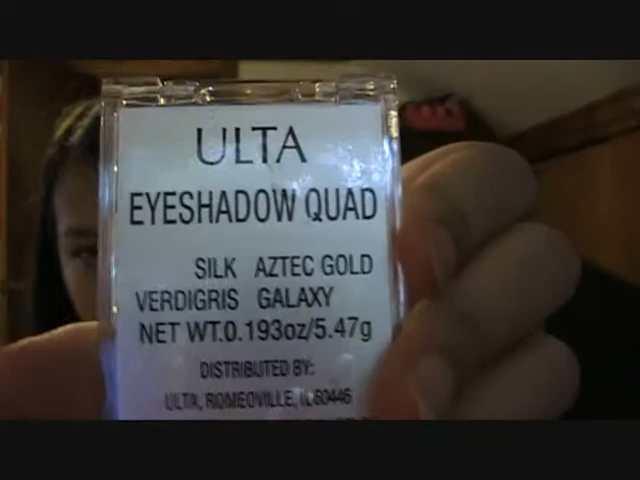 ULTA
EYESHADOW QUAD
SILK AZTEC GOLD
VERDIGRIS GALAXY
NET WT.0.193oz/5.47g
DISTRIBUTED BY:
ULTA, ROMEOVILLE, IL 60446